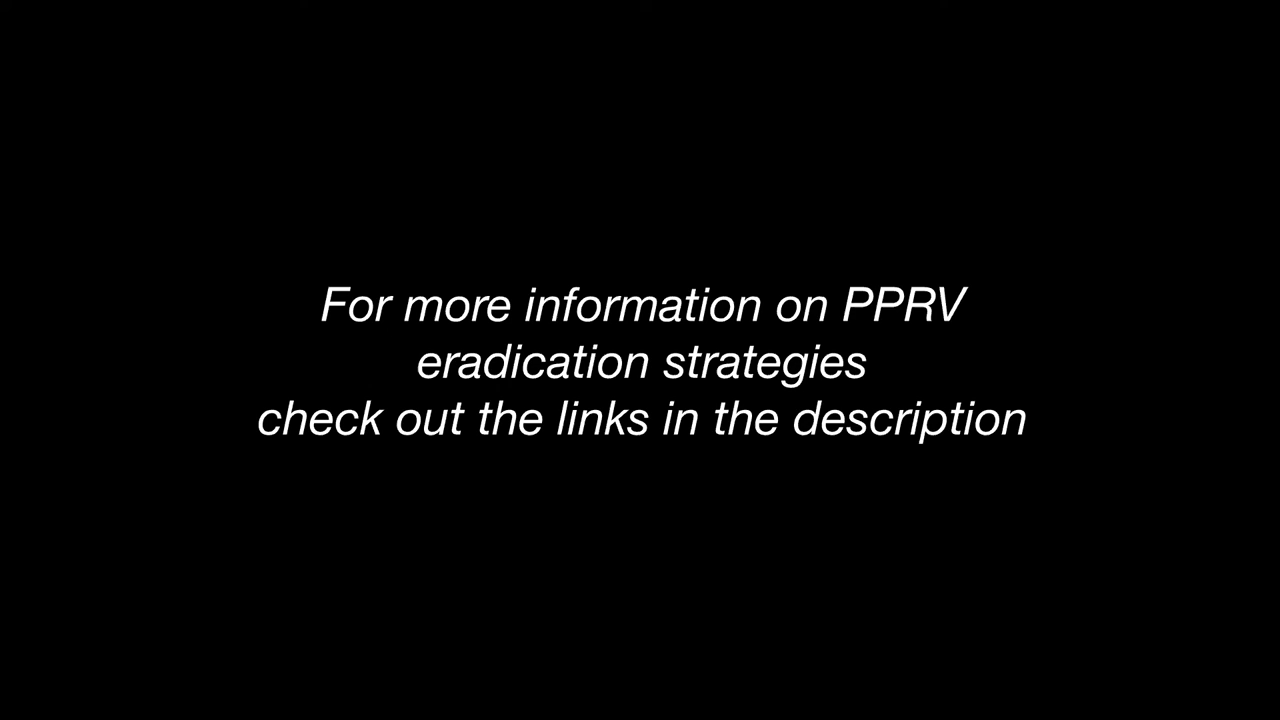 For more information on PPRV
eradication strategies
check out the links in the description